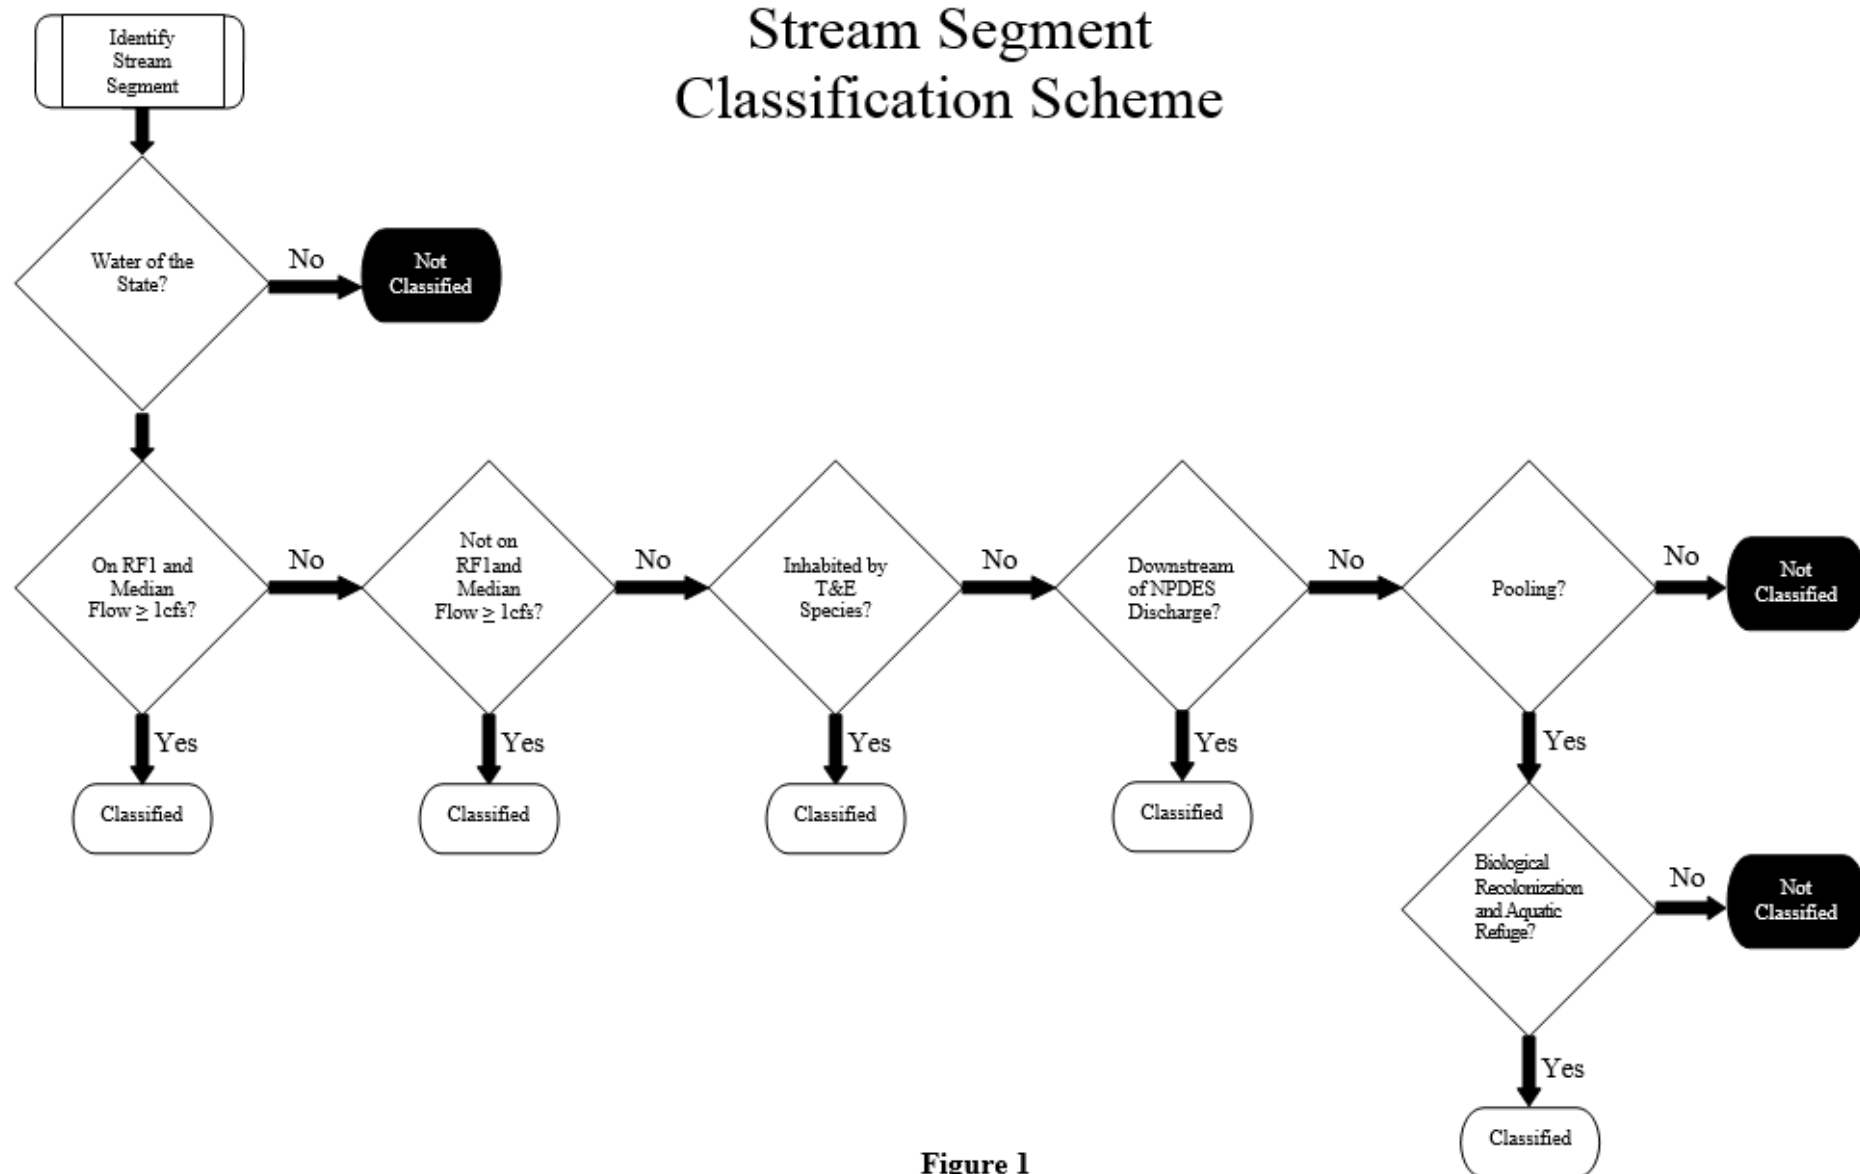 Stream Segment
Classification Scheme
Identify
Stream
Segment
Water of the
State?
No
Not
Classified
On RF1 and
Median
Flow ≥ 1cfs?
No
Not on
RF1and
Median
Flow ≥ 1cfs?
No
Inhabited by
T&E
Species?
No
Downstream
of NPDES
Discharge?
No
Pooling?
No
Not
Classified
Yes
Classified
Yes
Classified
Yes
Classified
Yes
Classified
Yes
Biological
Recolonization
and Aquatic
Refuge?
No
Not
Classified
Yes
Classified
Figure 1